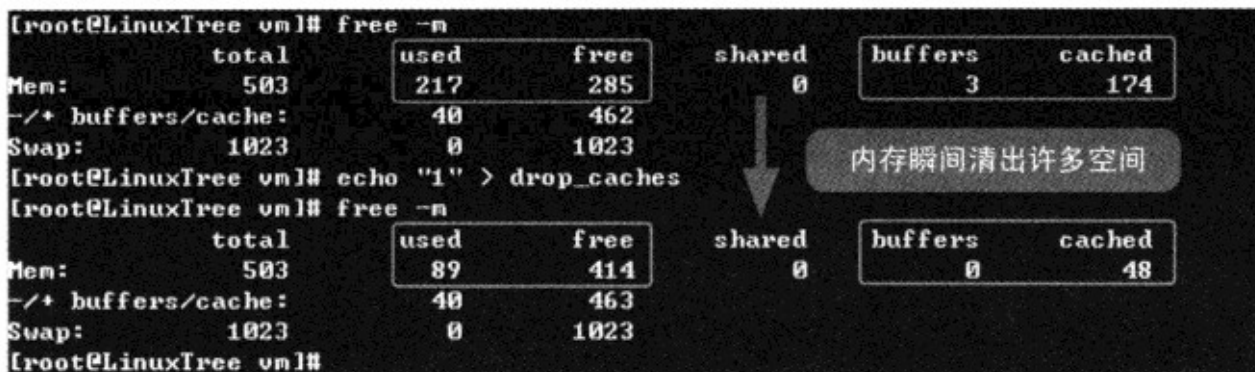 [root@LinuxTree vm]# free -m
total used free shared buffers cached
Mem: 503 217 285 0 3 174
-/+ buffers/cache: 40 462
Swap: 1023 0 1023
内存瞬间清出许多空间
[root@LinuxTree vm]# echo "1" > drop_caches
[root@LinuxTree vm]# free -m
total used free shared buffers cached
Mem: 503 89 414 0 0 48
-/+ buffers/cache: 40 463
Swap: 1023 0 1023
[root@LinuxTree vm]#